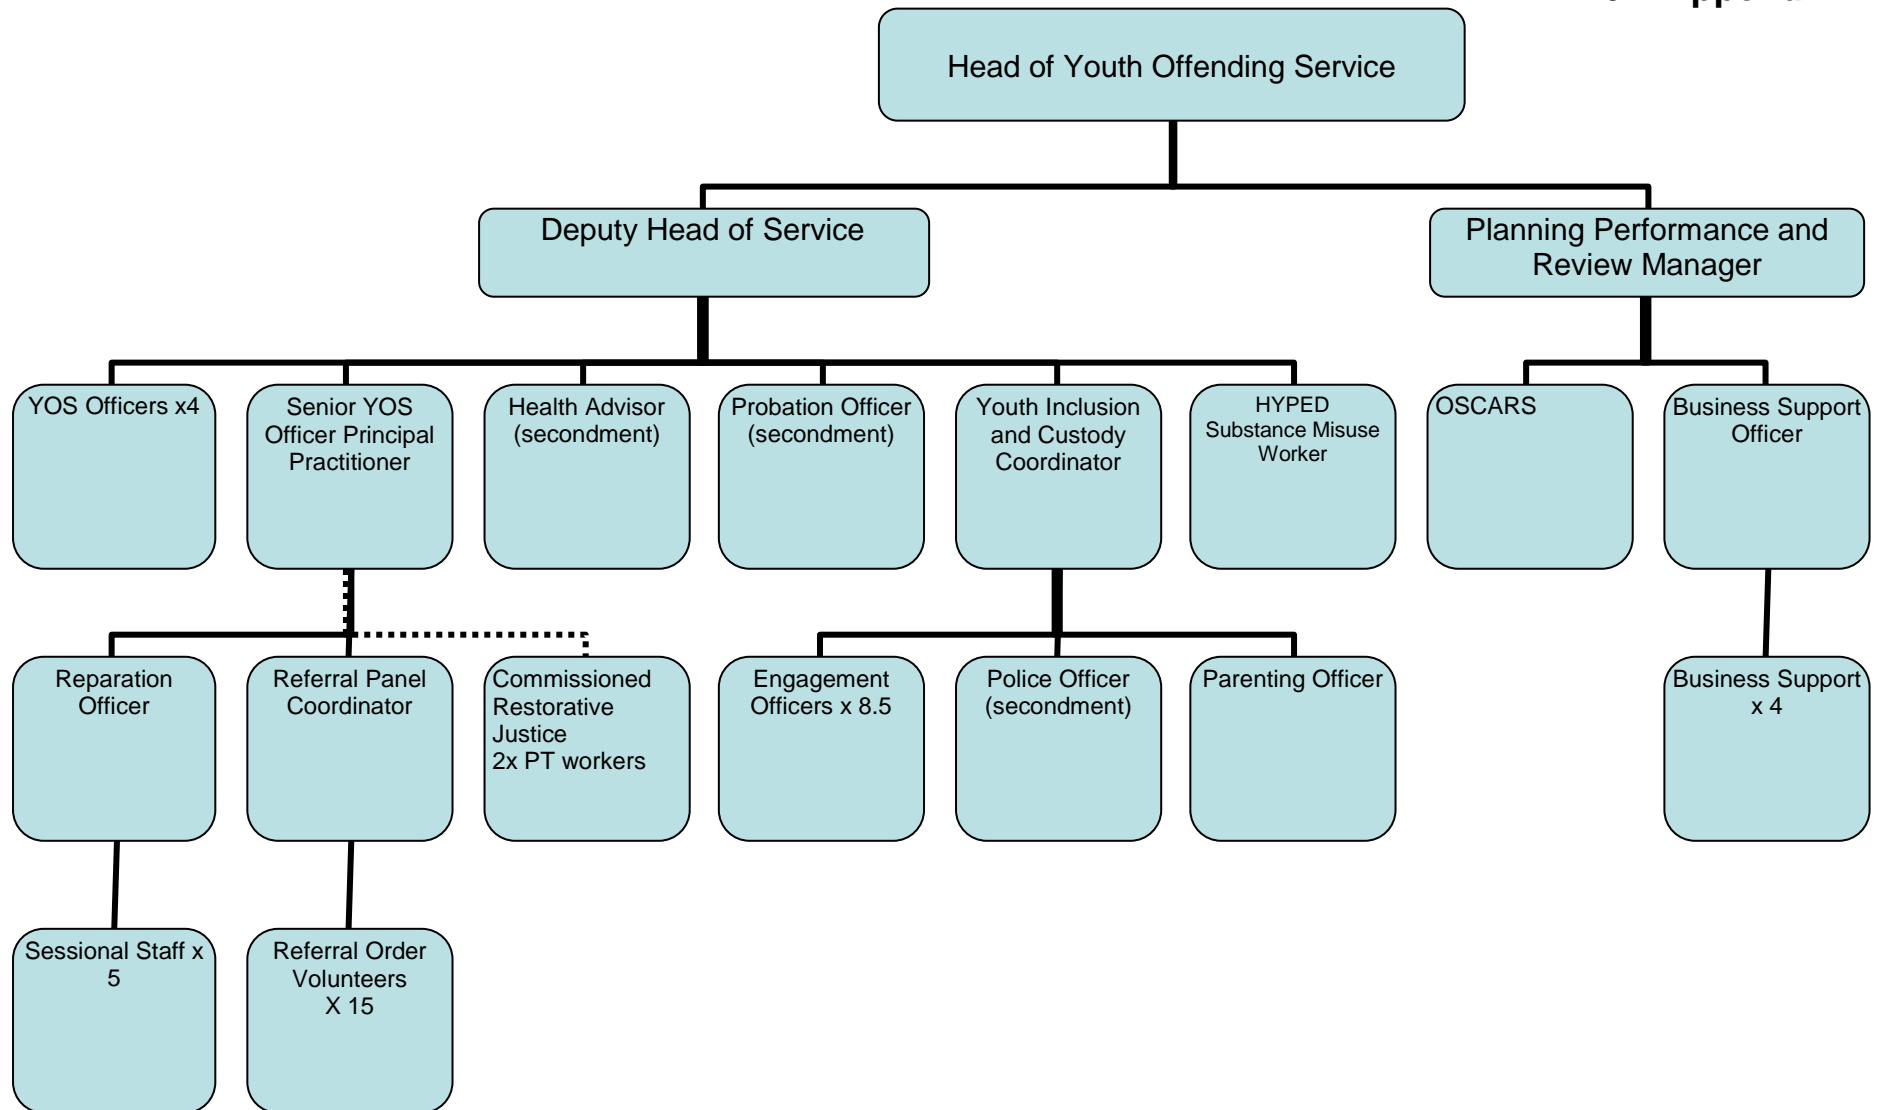 Head of Youth Offending Service
Deputy Head of Service
Planning Performance and
Review Manager
YOS Officers x4
Senior YOS
Officer Principal
Practitioner
Health Advisor
(secondment)
Probation Officer
(secondment)
Youth Inclusion
and Custody
Coordinator
HYPED
Substance Misuse
Worker
OSCARS
Business Support
Officer
Reparation
Officer
Referral Panel
Coordinator
Commissioned
Restorative
Justice
2x PT workers
Engagement
Officers x 8.5
Police Officer
(secondment)
Parenting Officer
Business Support
x 4
Sessional Staff x
5
Referral Order
Volunteers
X 15